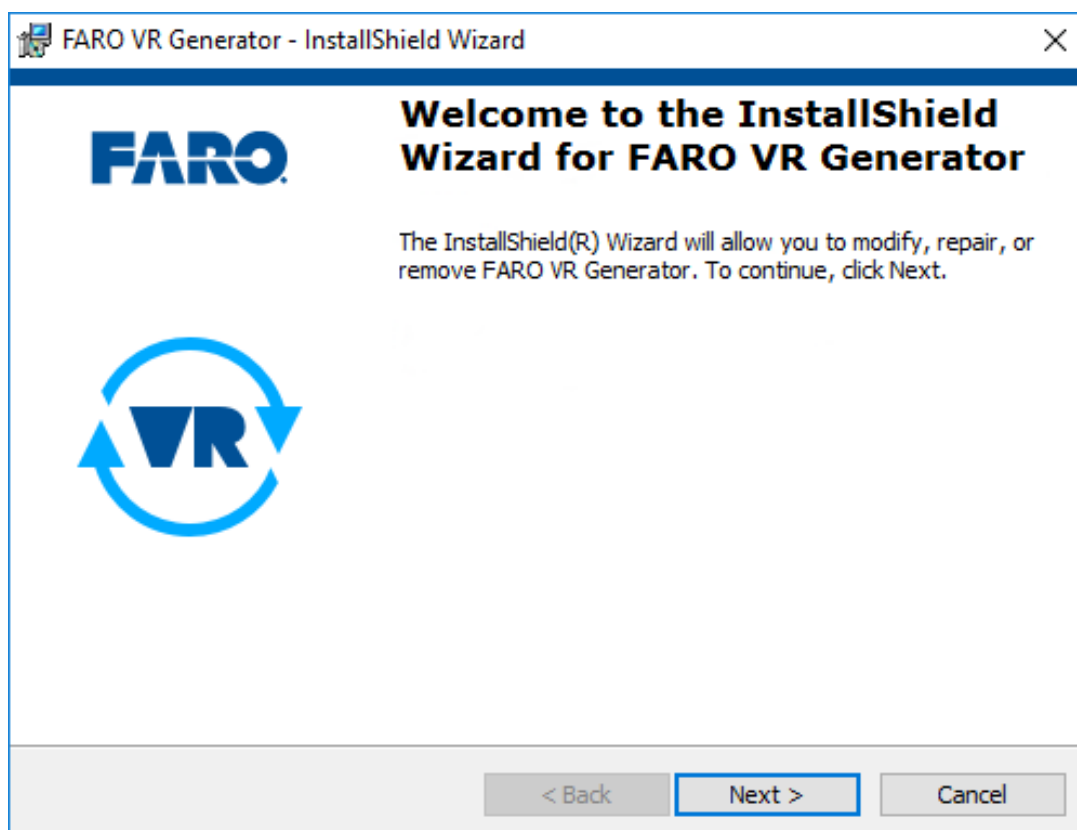 FARO VR Generator - InstallShield Wizard
FARO
Welcome to the InstallShield
Wizard for FARO VR Generator
The InstallShield(R) Wizard will allow you to modify, repair, or
remove FARO VR Generator. To continue, click Next.
VR
< Back
Next >
Cancel